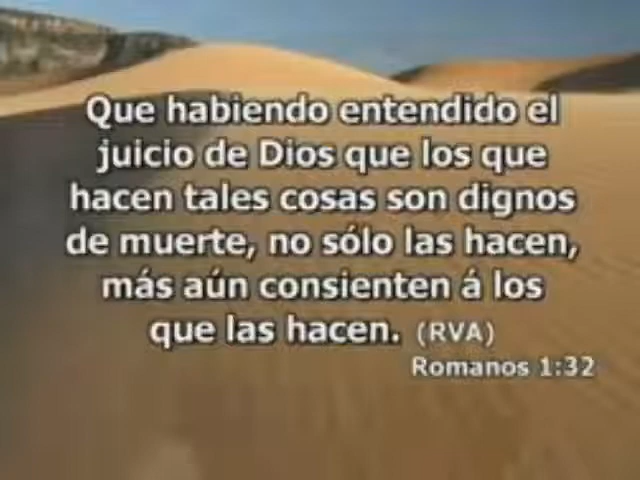 Que habiendo entendido el
juicio de Dios que los que
hacen tales cosas son dignos
de muerte, no sólo las hacen,
más aún consienten á los
que las hacen. (RVA)
Romanos 1:32